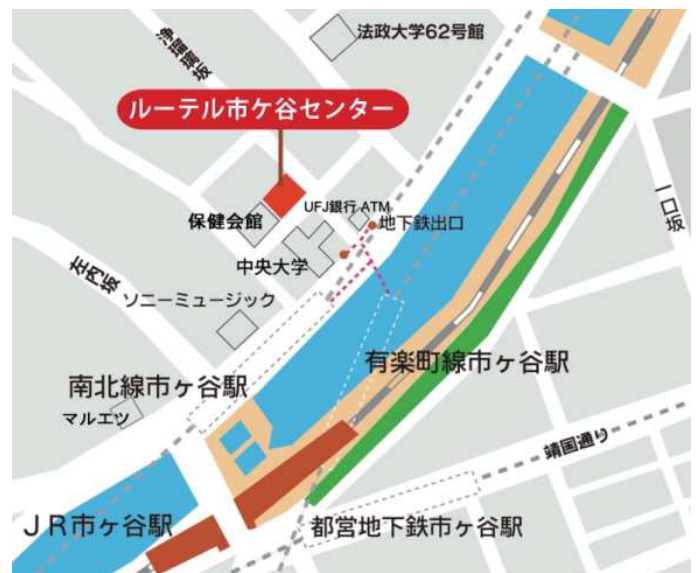 法政大学62号館
浄瑠璃坂
ルーテル市ケ谷センター
UFJ銀行 ATM
保健会館
地下鉄出口
一口坂
中央大学
左内坂
ソニーミュージック
有楽町線市ヶ谷駅
南北線市ヶ谷駅
マルエツ
靖国通り
JR市ヶ谷駅
都営地下鉄市ヶ谷駅